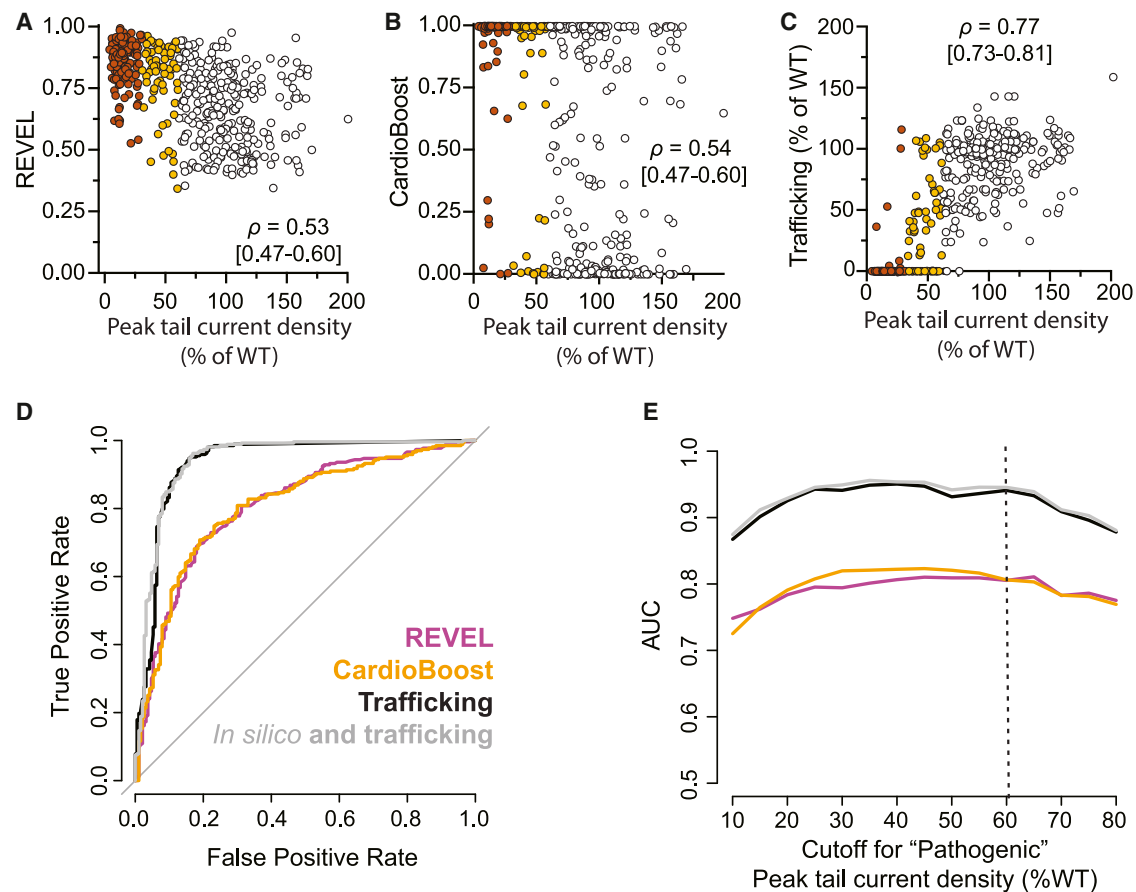 A
REVEL
1.00
0.75
0.50
0.25
0.00
ρ = 0.53
[0.47-0.60]
0
50
100
150
200
Peak tail current density
(% of WT)
B
CardioBoost
1.00
0.75
0.50
0.25
0.00
ρ = 0.54
[0.47-0.60]
0
50
100
150
200
Peak tail current density
(% of WT)
C
Trafficking (% of WT)
200
150
100
50
0
ρ = 0.77
[0.73-0.81]
0
50
100
150
200
Peak tail current density
(% of WT)
D
True Positive Rate
1.0
0.8
0.6
0.4
0.2
0.0
REVEL
CardioBoost
Trafficking
In silico and trafficking
0.0
0.2
0.4
0.6
0.8
1.0
False Positive Rate
E
AUC
1.0
0.9
0.8
0.7
0.6
0.5
10
20
30
40
50
60
70
80
Cutoff for “Pathogenic”
Peak tail current density (%WT)